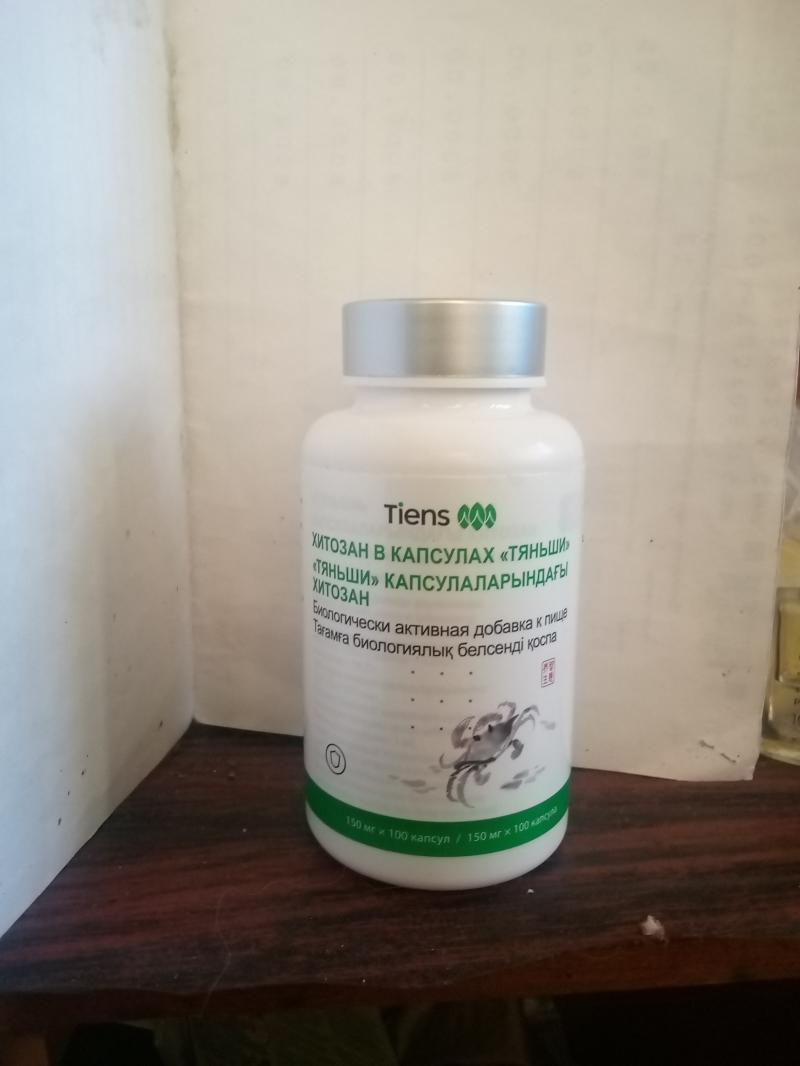 Tiens
ХИТОЗАН В КАПСУЛАХ «ТЯНЬШИ»
«ТЯНЬШИ» КАПСУЛАЛАРЫНДАҒЫ
ХИТОЗАН
Биологически активная добавка к пище
Тағамға биологиялық белсенді қоспа
150 мг × 100 капсул / 150 мг × 100 капсула